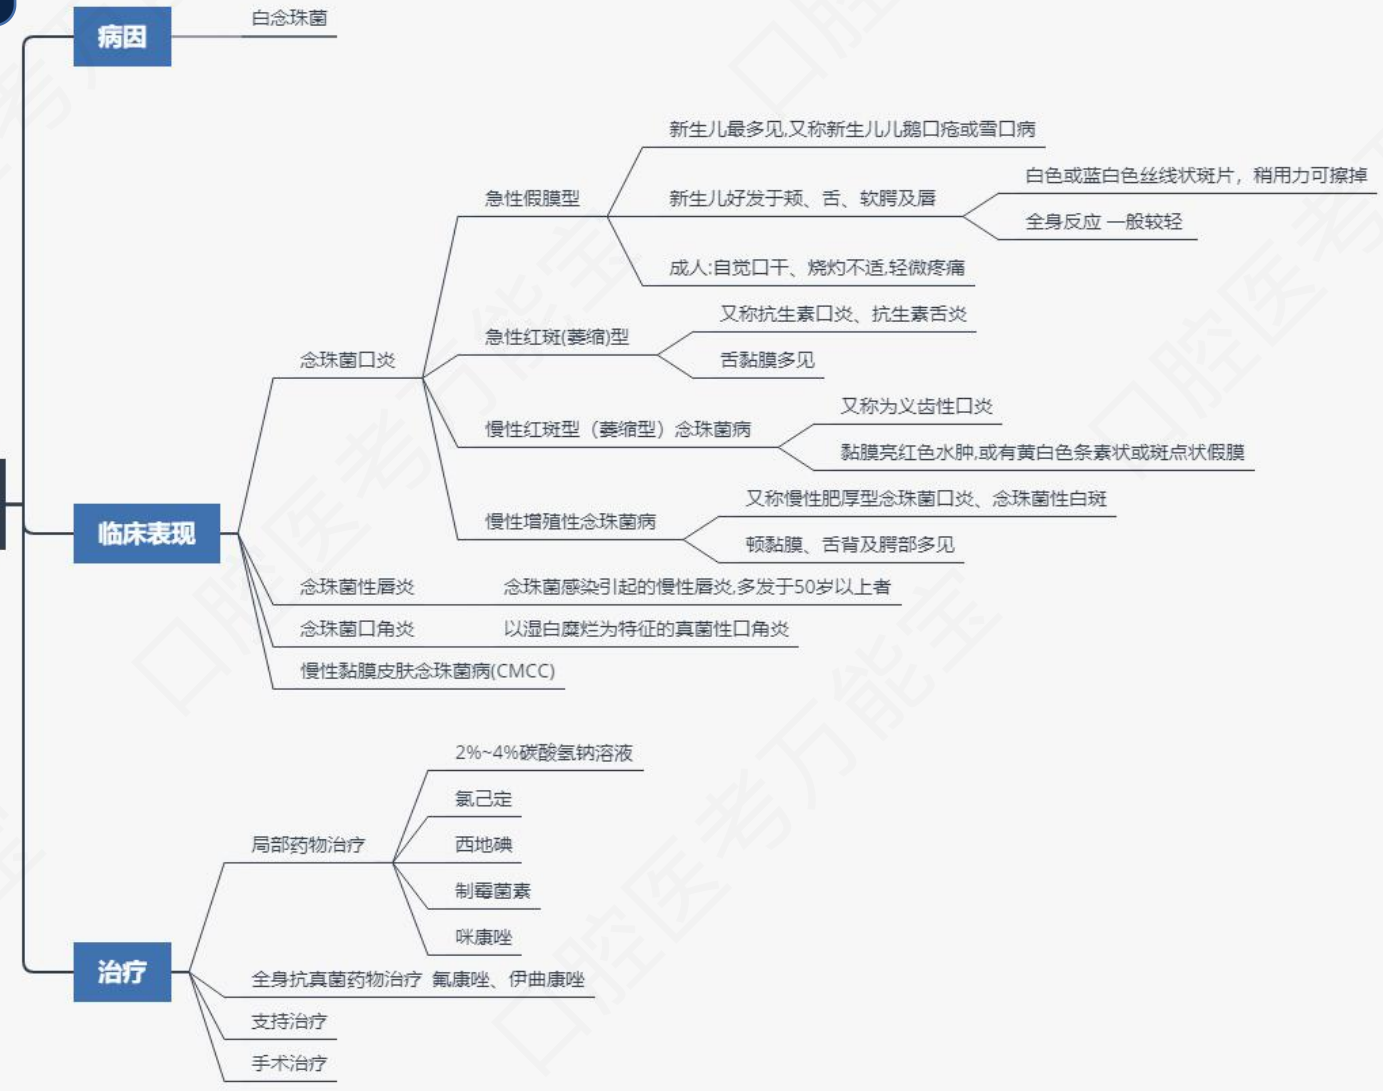 病因
白念珠菌
临床表现
念珠菌口炎
急性假膜型
新生儿最多见,又称新生儿儿鹅口疮或雪口病
新生儿好发于颊、舌、软腭及唇
白色或蓝白色丝线状斑片，稍用力可擦掉
全身反应 一般较轻
成人:自觉口干、烧灼不适,轻微疼痛
急性红斑(萎缩)型
又称抗生素口炎、抗生素舌炎
舌黏膜多见
慢性红斑型（萎缩型）念珠菌病
又称为义齿性口炎
黏膜亮红色水肿,或有黄白色条素状或斑点状假膜
慢性增殖性念珠菌病
又称慢性肥厚型念珠菌口炎、念珠菌性白斑
顿黏膜、舌背及腭部多见
念珠菌性唇炎
念珠菌感染引起的慢性唇炎,多发于50岁以上者
念珠菌口角炎
以湿白糜烂为特征的真菌性口角炎
慢性黏膜皮肤念珠菌病(CMCC)
治疗
局部药物治疗
2%~4%碳酸氢钠溶液
氯己定
西地碘
制霉菌素
咪康唑
全身抗真菌药物治疗 氟康唑、伊曲康唑
支持治疗
手术治疗
口腔医考万能宝